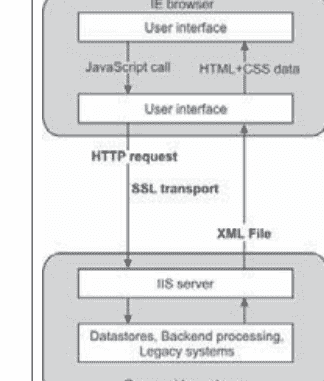 IE browser
User interface
JavaScript call
HTML+CSS data
User interface
HTTP request
SSL transport
XML File
IIS server
Datastores, Backend processing,
Legacy systems